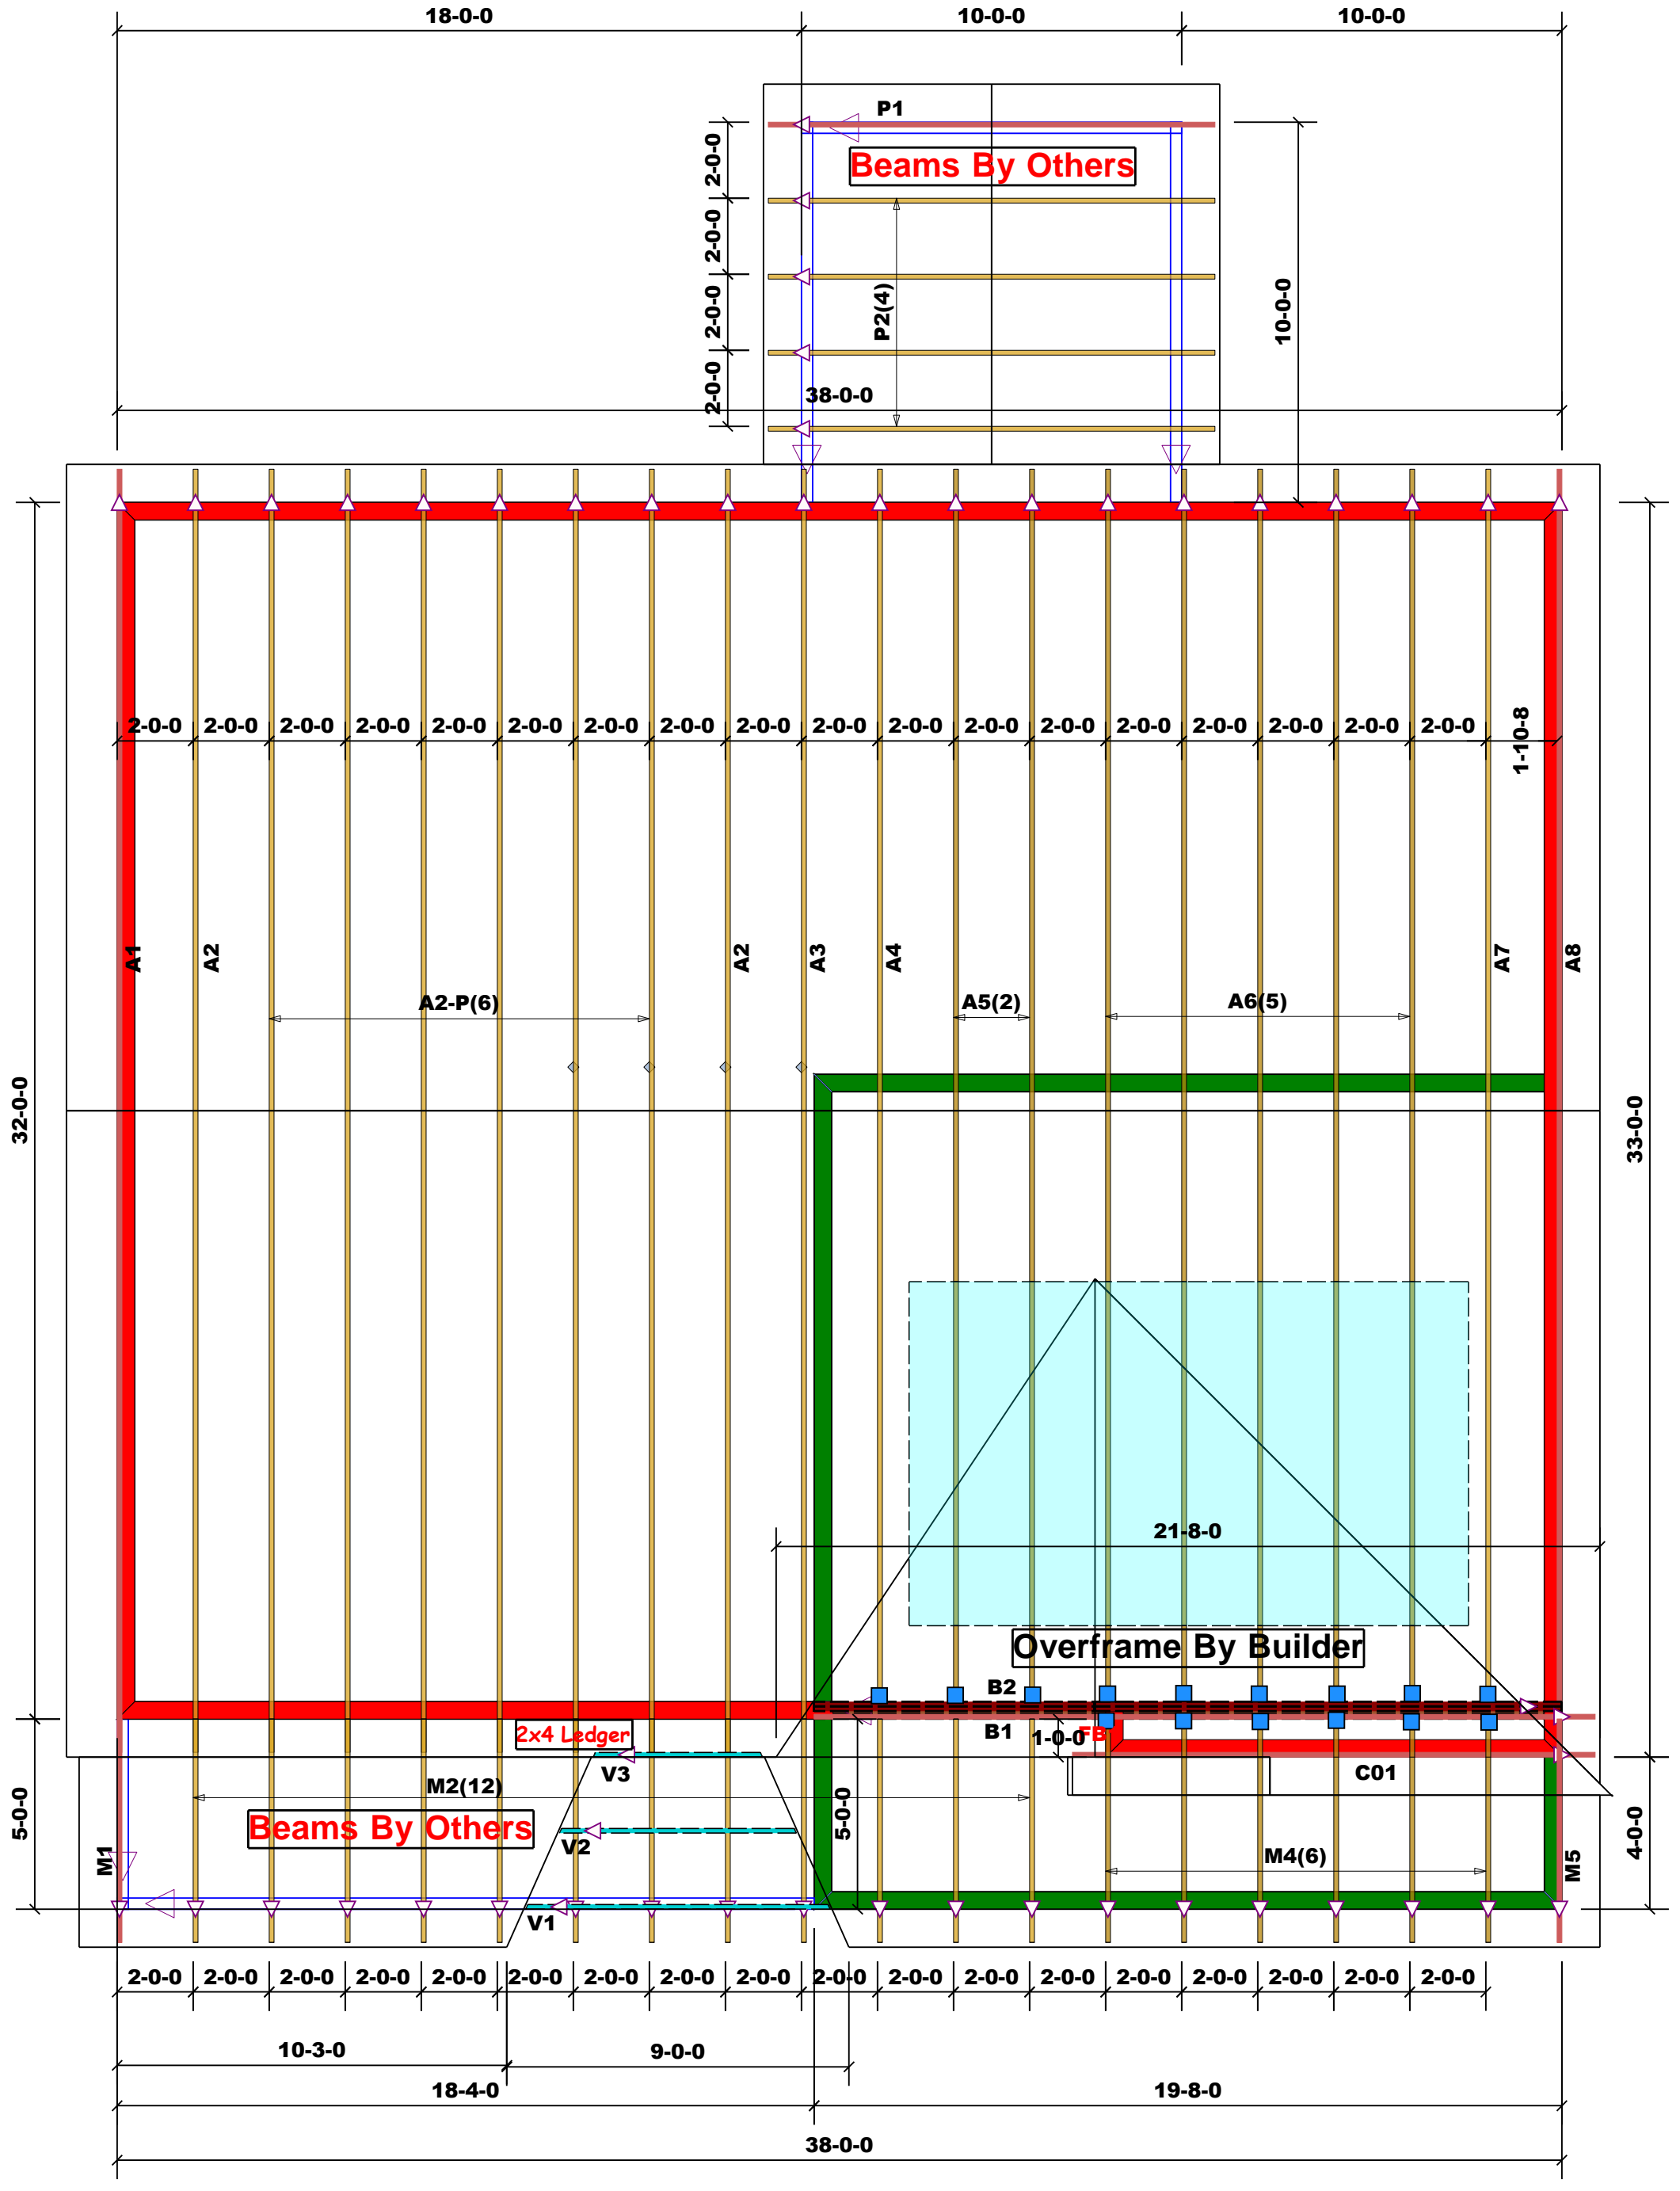 18-0-0
10-0-0
10-0-0
P1
Beams By Others
2-0-0
2-0-0
2-0-0
2-0-0
P2(4)
10-0-0
38-0-0
2-0-0 2-0-0 2-0-0 2-0-0 2-0-0 2-0-0 2-0-0 2-0-0 2-0-0 2-0-0 2-0-0 2-0-0 2-0-0 2-0-0 2-0-0 2-0-0 2-0-0 2-0-0
1-10-8
A1
A2
A2
A3
A4
A7
A8
A2-P(6)
A5(2)
A6(5)
32-0-0
33-0-0
21-8-0
Overframe By Builder
B2
B1
1-0-0
FB
2x4 Ledger
V3
C01
M2(12)
Beams By Others
5-0-0
5-0-0
4-0-0
V2
M1
M4(6)
M5
V1
2-0-0 2-0-0 2-0-0 2-0-0 2-0-0 2-0-0 2-0-0 2-0-0 2-0-0 2-0-0 2-0-0 2-0-0 2-0-0 2-0-0 2-0-0 2-0-0 2-0-0 2-0-0
10-3-0
9-0-0
18-4-0
19-8-0
38-0-0